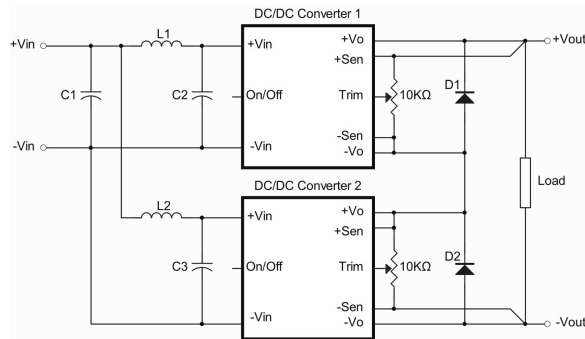 DC/DC Converter 1
+Vin
L1
+Vin
+Vo
+Vout
+Sen
C1
C2
On/Off
Trim
10KΩ
D1
-Vin
-Vin
-Sen
-Vo
DC/DC Converter 2
Load
L2
+Vin
+Vo
+Sen
C3
On/Off
Trim
10KΩ
D2
-Vin
-Sen
-Vo
-Vout